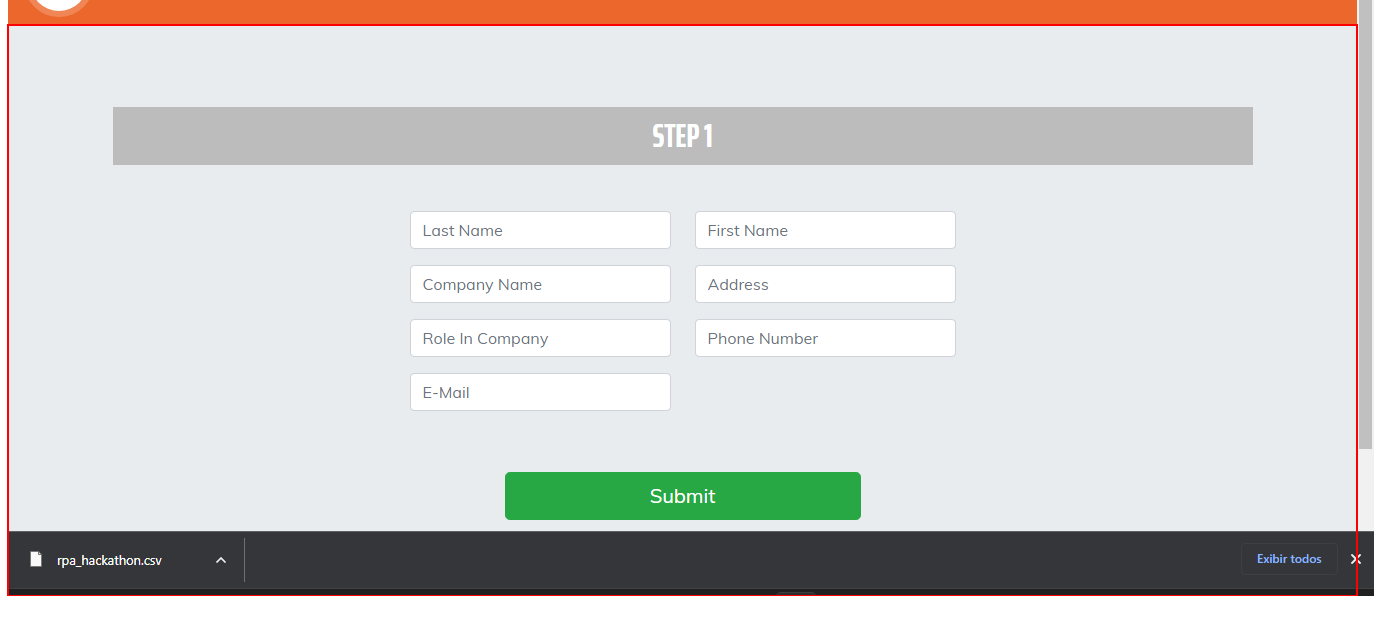 STEP 1
Last Name First Name
Company Name Address
Role In Company Phone Number
E-Mail
Submit
rpa_hackathon.csv Exibir todos